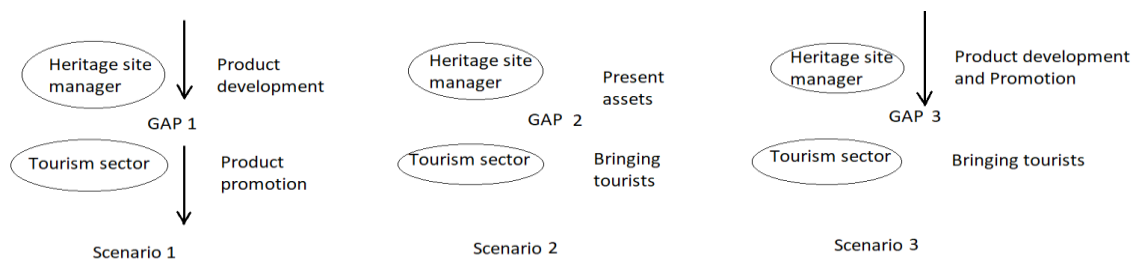 Heritage site
manager
Product
development
GAP 1
Tourism sector
Product
promotion
Scenario 1
Heritage site
manager
Present
assets
GAP 2
Tourism sector
Bringing
tourists
Scenario 2
Heritage site
manager
Product development
and Promotion
GAP 3
Tourism sector
Bringing tourists
Scenario 3